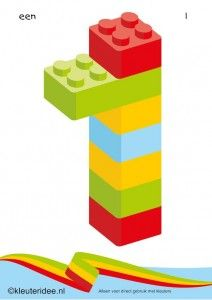 een 1
©kleuteridee.nl
Alleen voor direct gebruik met kleuters